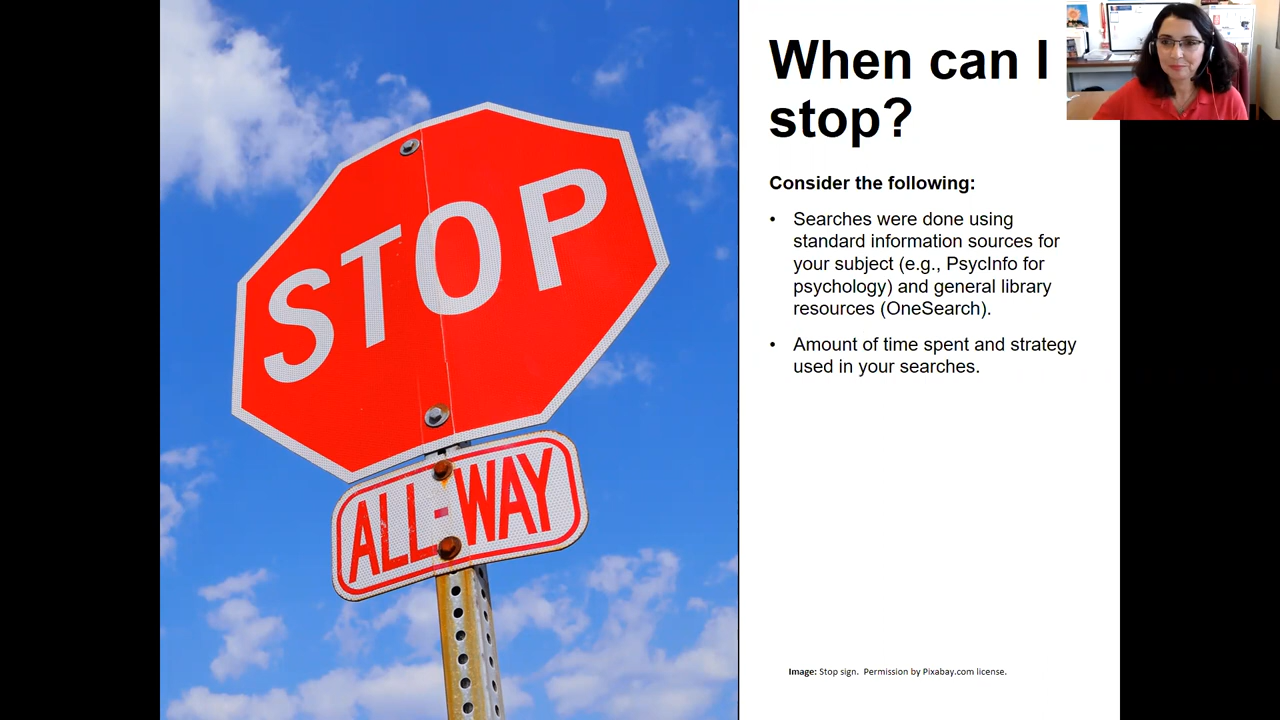 STOP
ALL-WAY
When can I
stop?
Consider the following:
• Searches were done using
standard information sources for
your subject (e.g., PsycInfo for
psychology) and general library
resources (OneSearch).
• Amount of time spent and strategy
used in your searches.
Image: Stop sign.  Permission by Pixabay.com license.